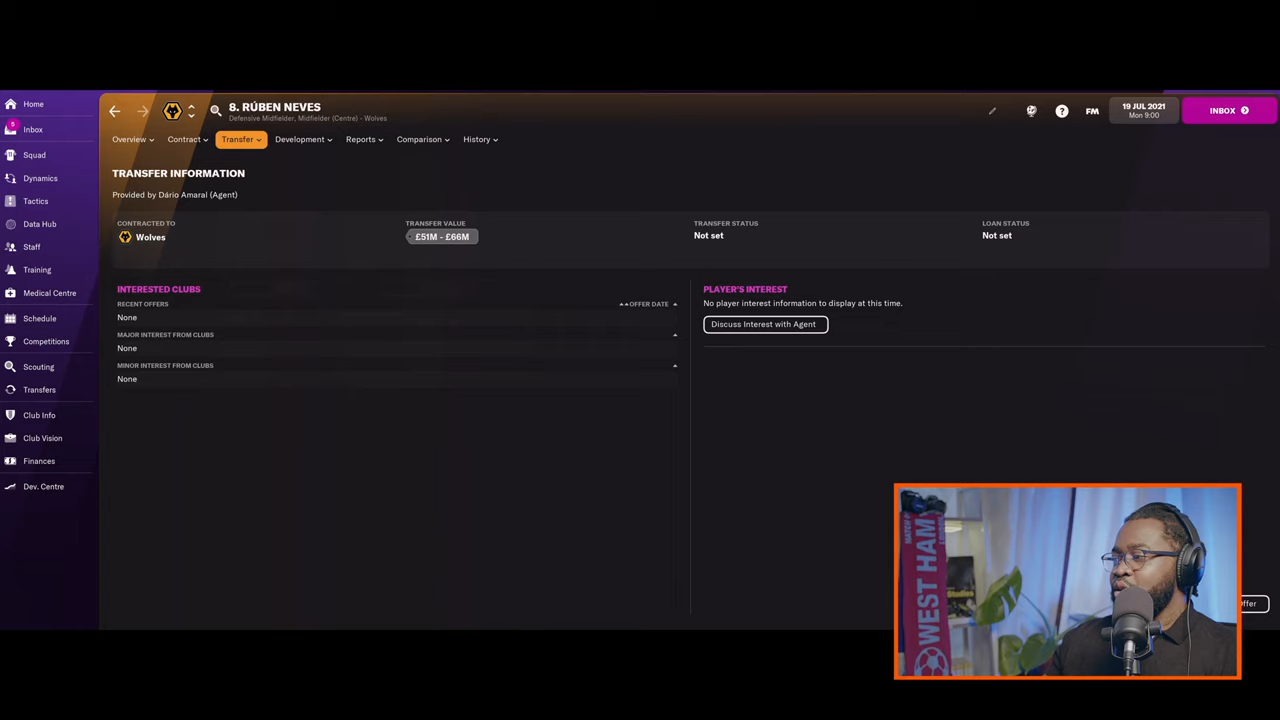 Home
8. RÚBEN NEVES
Defensive Midfielder, Midfielder (Centre) - Wolves
FM
19 JUL 2021
Mon 9:00
INBOX
5
Inbox
Overview
Contract
Transfer
Development
Reports
Comparison
History
Squad
Dynamics
Tactics
Data Hub
Staff
Training
Medical Centre
Schedule
Competitions
Scouting
Transfers
Club Info
Club Vision
Finances
Dev. Centre
TRANSFER INFORMATION
Provided by Dário Amaral (Agent)
CONTRACTED TO
Wolves
TRANSFER VALUE
£51M - £66M
TRANSFER STATUS
Not set
LOAN STATUS
Not set
INTERESTED CLUBS
RECENT OFFERS
OFFER DATE
None
MAJOR INTEREST FROM CLUBS
None
MINOR INTEREST FROM CLUBS
None
PLAYER'S INTEREST
No player interest information to display at this time.
Discuss Interest with Agent
WEST HAM
Studies